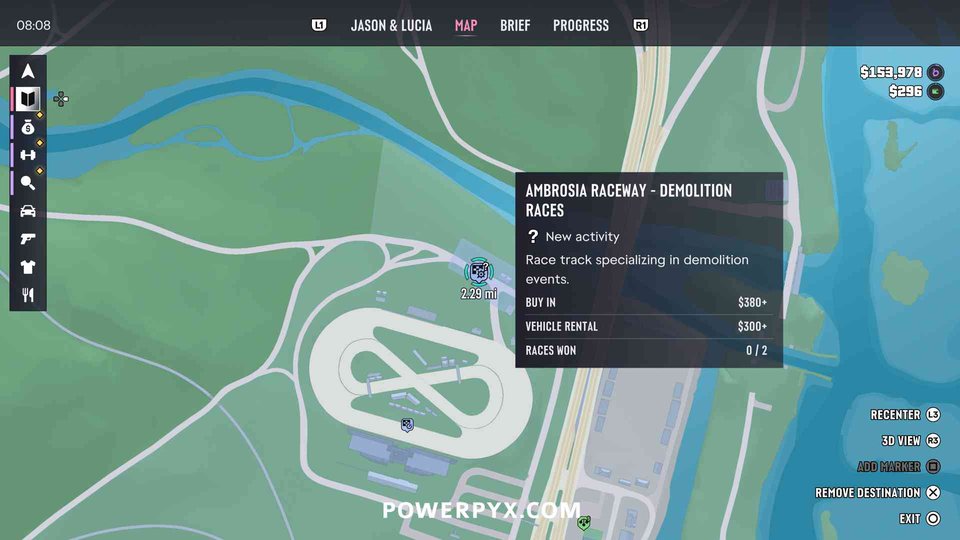 08:08
L1
JASON & LUCIA
MAP
BRIEF
PROGRESS
R1
$153,978
$296
AMBROSIA RACEWAY - DEMOLITION
RACES
? New activity
Race track specializing in demolition
events.
BUY IN $380+
VEHICLE RENTAL $300+
RACES WON 0 / 2
2.29 mi
RECENTER L3
3D VIEW R3
ADD MARKER
REMOVE DESTINATION
EXIT
POWERPYX.COM